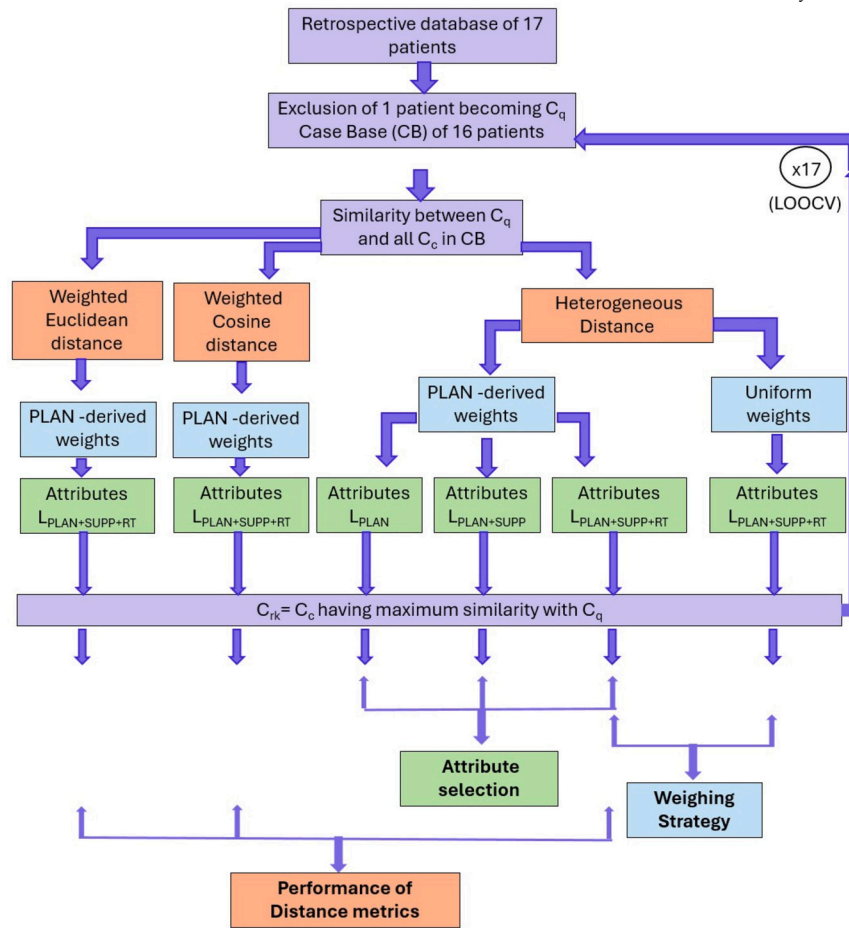 Retrospective database of 17
patients
Exclusion of 1 patient becoming Cq
Case Base (CB) of 16 patients
x17
(LOOCV)
Similarity between Cq
and all Cc in CB
Weighted
Euclidean
distance
Weighted
Cosine
distance
Heterogeneous
Distance
PLAN -derived
weights
PLAN -derived
weights
PLAN -derived
weights
Uniform
weights
Attributes
LPLAN+SUPP+RT
Attributes
LPLAN+SUPP+RT
Attributes
LPLAN
Attributes
LPLAN+SUPP
Attributes
LPLAN+SUPP+RT
Attributes
LPLAN+SUPP+RT
Crk= Cc having maximum similarity with Cq
Attribute
selection
Weighing
Strategy
Performance of
Distance metrics